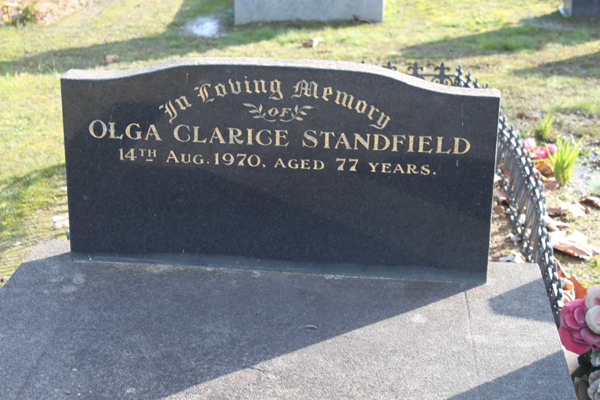 In Loving Memory
OF
OLGA CLARICE STANDFIELD
14TH AUG. 1970, AGED 77 YEARS.